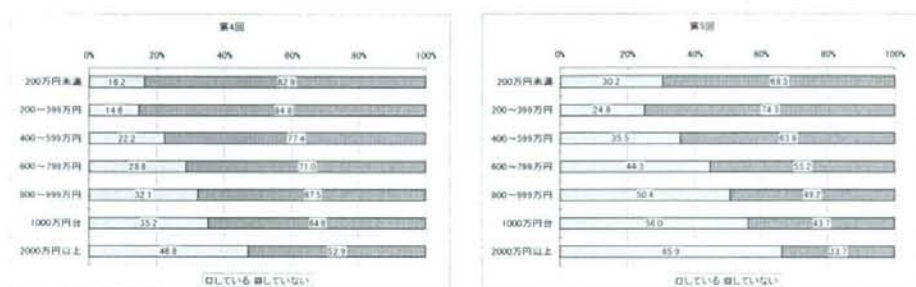 第4回
0% 20% 40% 60% 80% 100%
200万円未満 16.2 82.9
200～399万円 14.6 84.8
400～599万円 22.2 77.4
600～799万円 28.8 71.0
800～999万円 32.1 67.5
1000万円台 35.2 64.6
2000万円以上 46.8 52.9
□している ■していない
第5回
0% 20% 40% 60% 80% 100%
200万円未満 30.2 69.5
200～399万円 24.8 74.9
400～599万円 35.5 63.9
600～799万円 44.3 55.2
800～999万円 50.4 49.2
1000万円台 56.0 43.7
2000万円以上 65.9 33.7
□している ■していない